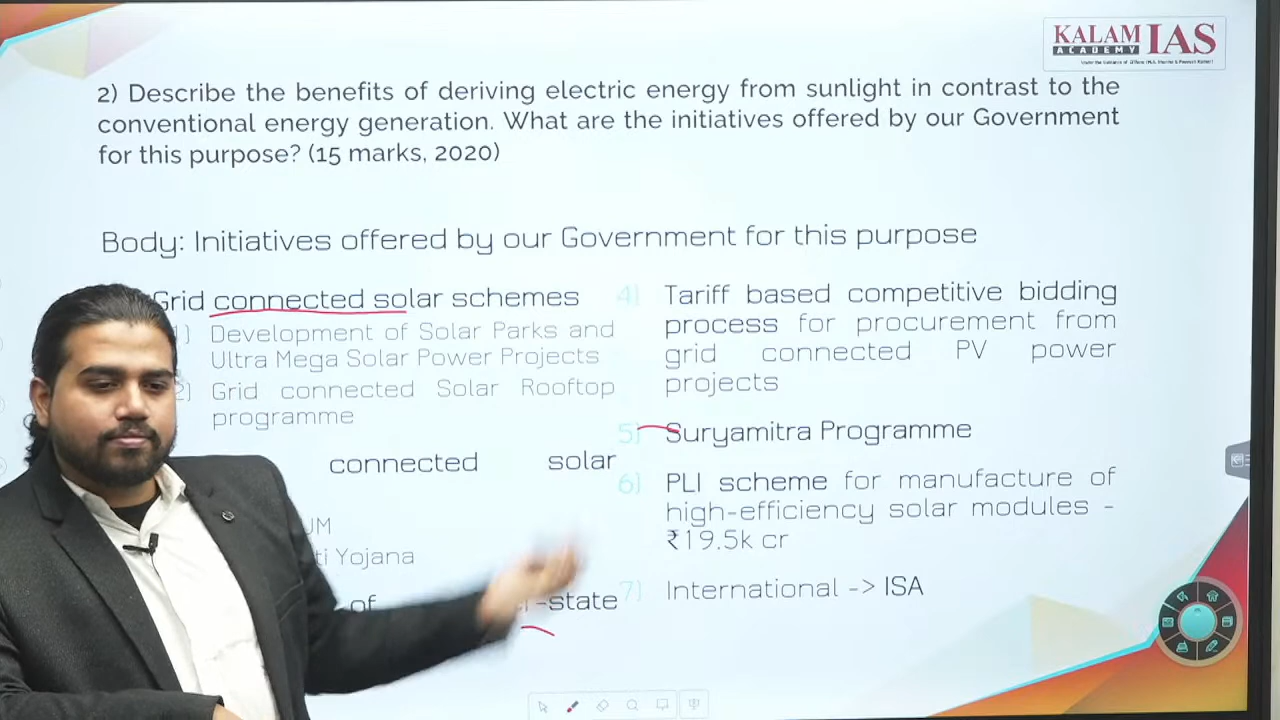 KALAM
ACADEMY
IAS
2) Describe the benefits of deriving electric energy from sunlight in contrast to the
conventional energy generation. What are the initiatives offered by our Government
for this purpose? (15 marks, 2020)
Body: Initiatives offered by our Government for this purpose
Grid connected solar schemes
1) Development of Solar Parks and
Ultra Mega Solar Power Projects
2) Grid connected Solar Rooftop
programme
connected solar
UM
ti Yojana
of -state
4) Tariff based competitive bidding
process for procurement from
grid connected PV power
projects
5) Suryamitra Programme
6) PLI scheme for manufacture of
high-efficiency solar modules -
₹19.5k cr
7) International -> ISA